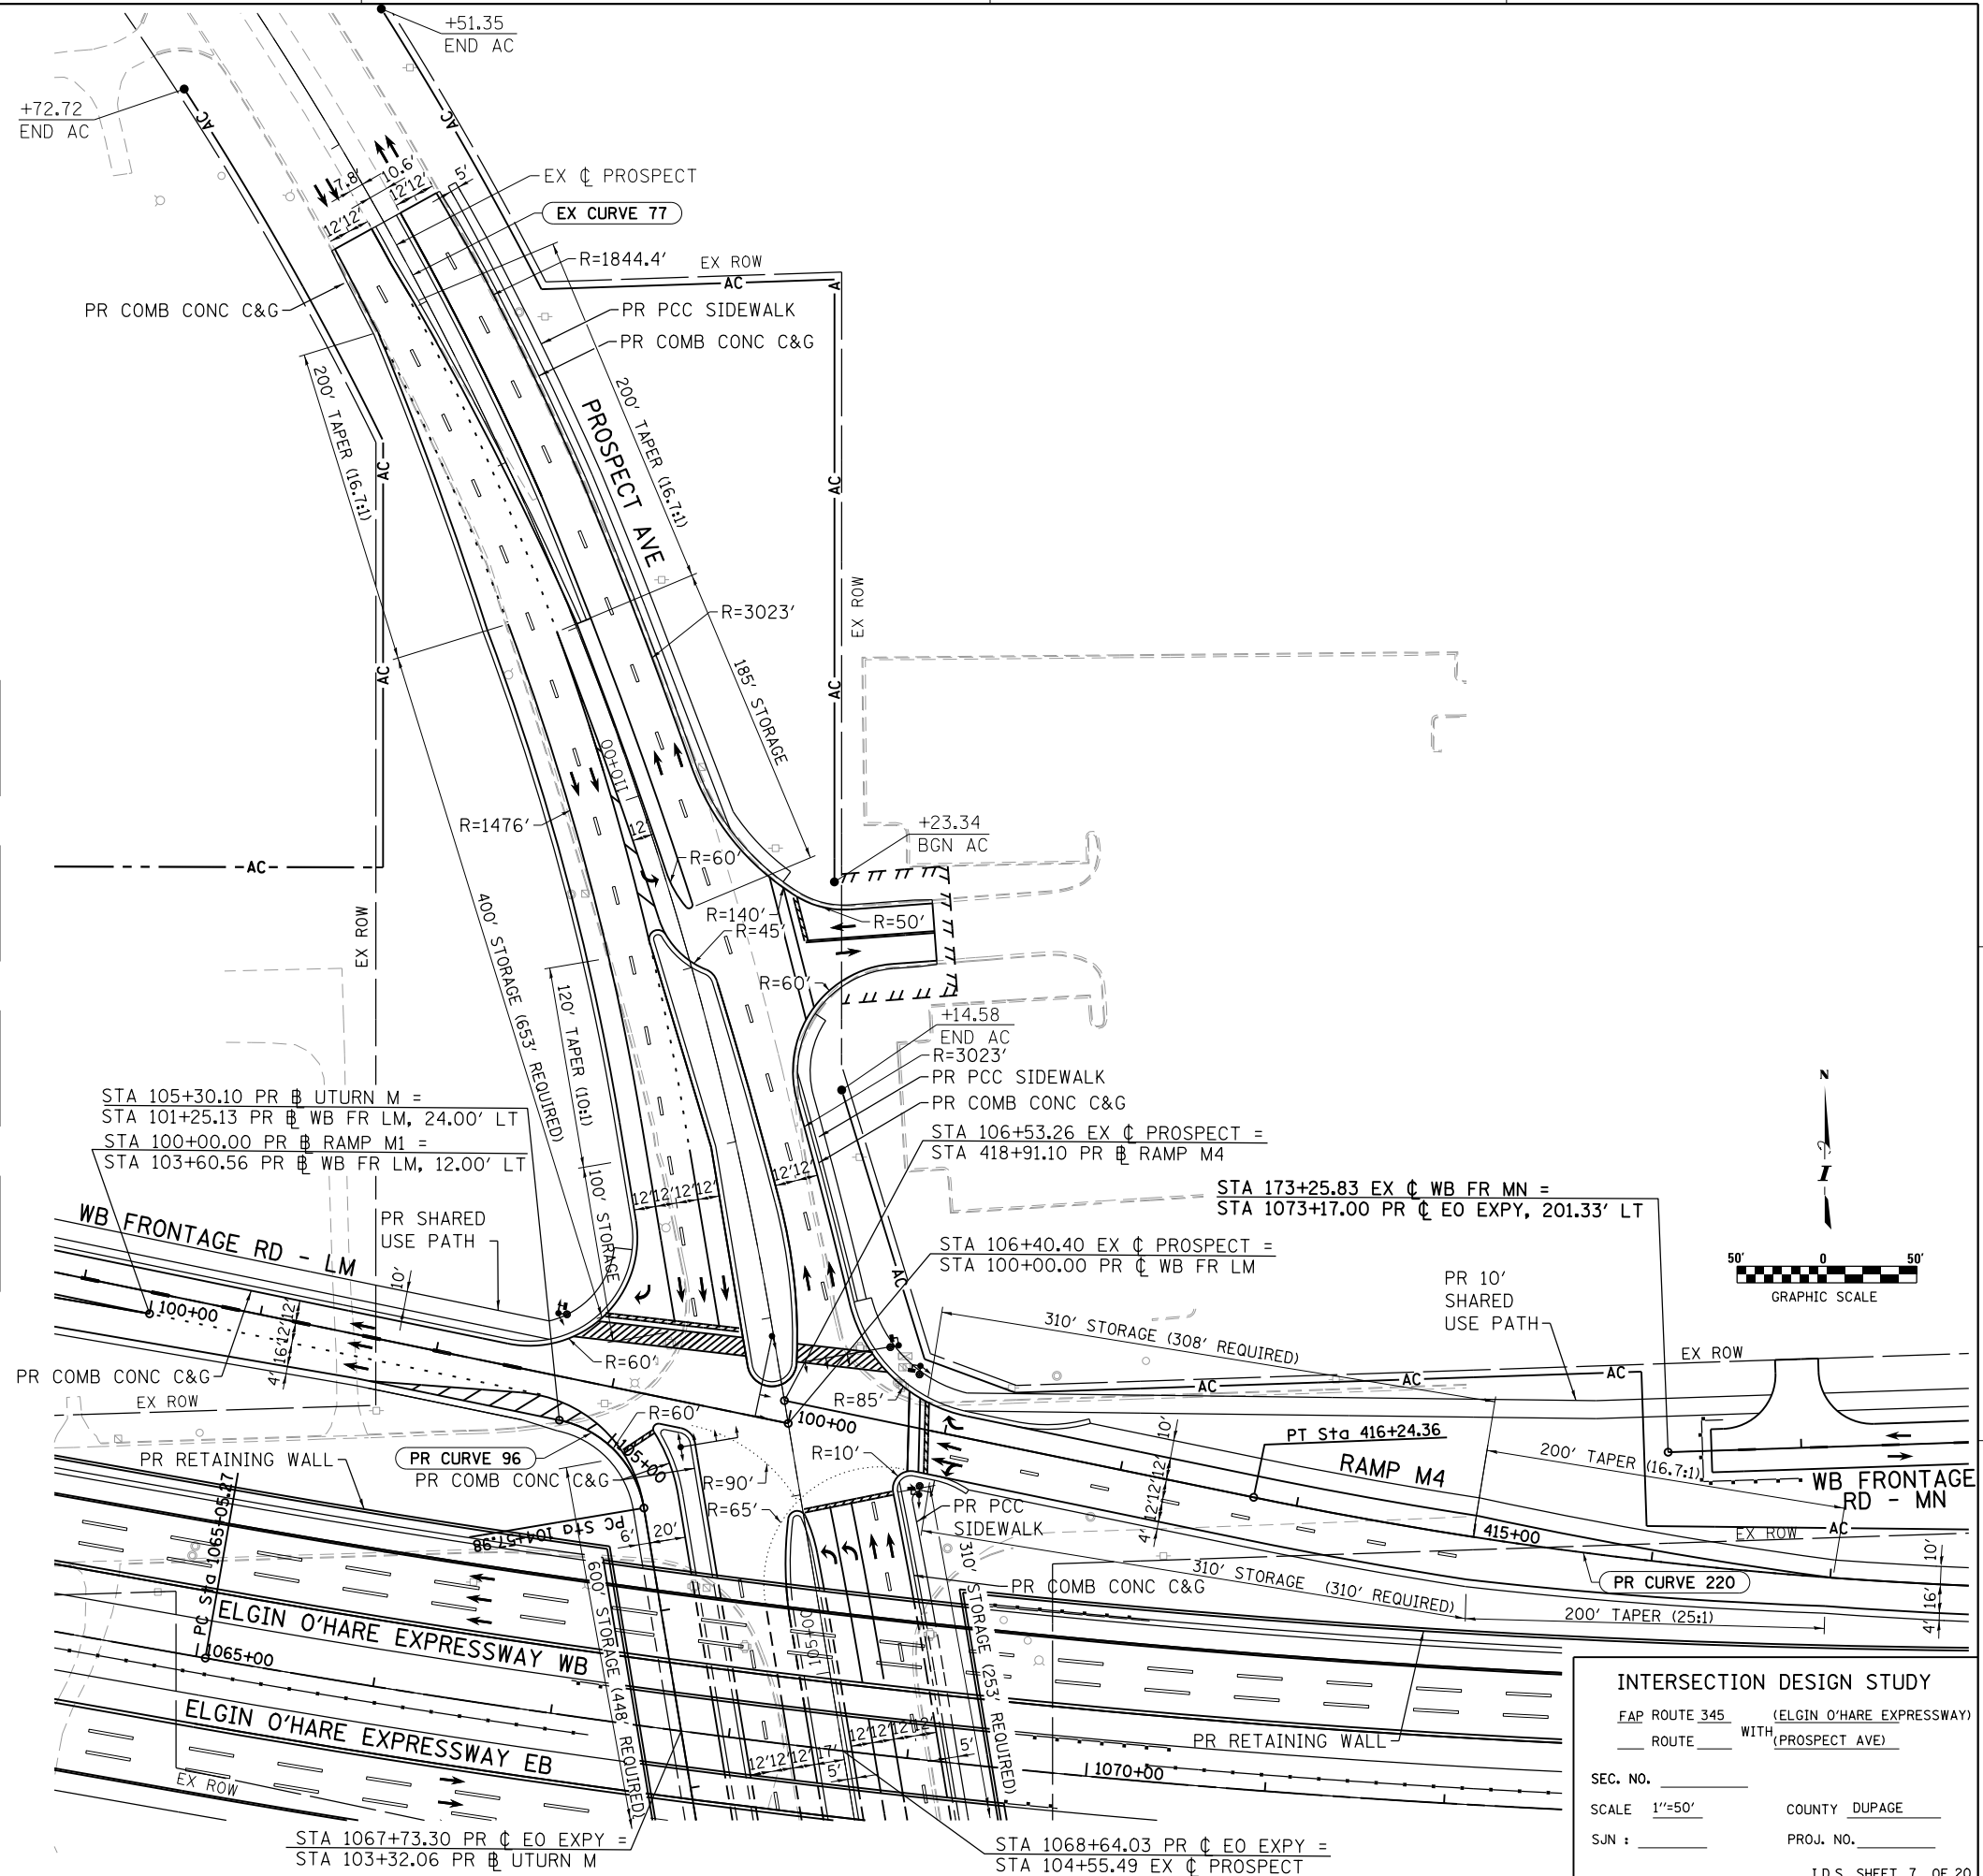 +51.35
END AC
+72.72
END AC
AC
AC
7.8'
10.6'
12'12'
5'
12'12'
EX ℄ PROSPECT
EX CURVE 77
R=1844.4'
EX ROW
AC
A
PR COMB CONC C&G
PR PCC SIDEWALK
PR COMB CONC C&G
200' TAPER (16.7:1)
200' TAPER (16.7:1)
PROSPECT AVE
AC
AC
EX ROW
R=3023'
AC
AC
185' STORAGE
110+00
R=1476'
12'
R=60'
+23.34
BGN AC
AC
400' STORAGE (653' REQUIRED)
EX ROW
R=140'
R=45'
R=50'
R=60'
120' TAPER (10:1)
+14.58
END AC
R=3023'
PR PCC SIDEWALK
PR COMB CONC C&G
STA 105+30.10 PR ⅊ UTURN M =
STA 101+25.13 PR ⅊ WB FR LM, 24.00' LT
STA 100+00.00 PR ⅊ RAMP M1 =
STA 103+60.56 PR ⅊ WB FR LM, 12.00' LT
STA 106+53.26 EX ℄ PROSPECT =
STA 418+91.10 PR ⅊ RAMP M4
12'12'
100' STORAGE
12'12'12'12'
STA 173+25.83 EX ℄ WB FR MN =
STA 1073+17.00 PR ℄ EO EXPY, 201.33' LT
WB FRONTAGE RD - LM
PR SHARED
USE PATH
STA 106+40.40 EX ℄ PROSPECT =
STA 100+00.00 PR ℄ WB FR LM
N
2
I
50' 0 50'
GRAPHIC SCALE
AC
PR 10'
SHARED
USE PATH
10'
100+00
4' 16'12'12'
310' STORAGE (308' REQUIRED)
R=60'
EX ROW
AC
AC
AC
PR COMB CONC C&G
EX ROW
R=85'
R=60'
100+00
PT Sta 416+24.36
RAMP M4
200' TAPER (16.7:1)
WB FRONTAGE
RD - MN
10'
4' 12'12'12'
R=10'
PR RETAINING WALL
PR CURVE 96
105+00
PR COMB CONC C&G
R=90'
R=65'
PR PCC
SIDEWALK
415+00
EX ROW
AC
PC Sta 1065+05.27
PC Sta 104+57.98
6'
20'
310' STORAGE (253' REQUIRED)
310' STORAGE (310' REQUIRED)
PR COMB CONC C&G
PR CURVE 220
200' TAPER (25:1)
10'
4' 16'
600' STORAGE (448' REQUIRED)
105+00
ELGIN O'HARE EXPRESSWAY WB
1065+00
ELGIN O'HARE EXPRESSWAY EB
EX ROW
12'12'12'12'
12'12'12'17'
5'
5'
PR RETAINING WALL
1070+00
STA 1067+73.30 PR ℄ EO EXPY =
STA 103+32.06 PR ⅊ UTURN M
STA 1068+64.03 PR ℄ EO EXPY =
STA 104+55.49 EX ℄ PROSPECT
INTERSECTION DESIGN STUDY
FAP ROUTE 345 (ELGIN O'HARE EXPRESSWAY)
ROUTE WITH (PROSPECT AVE)
SEC. NO.
SCALE 1"=50' COUNTY DUPAGE
SJN : PROJ. NO.
I.D.S. SHEET 7 OF 20